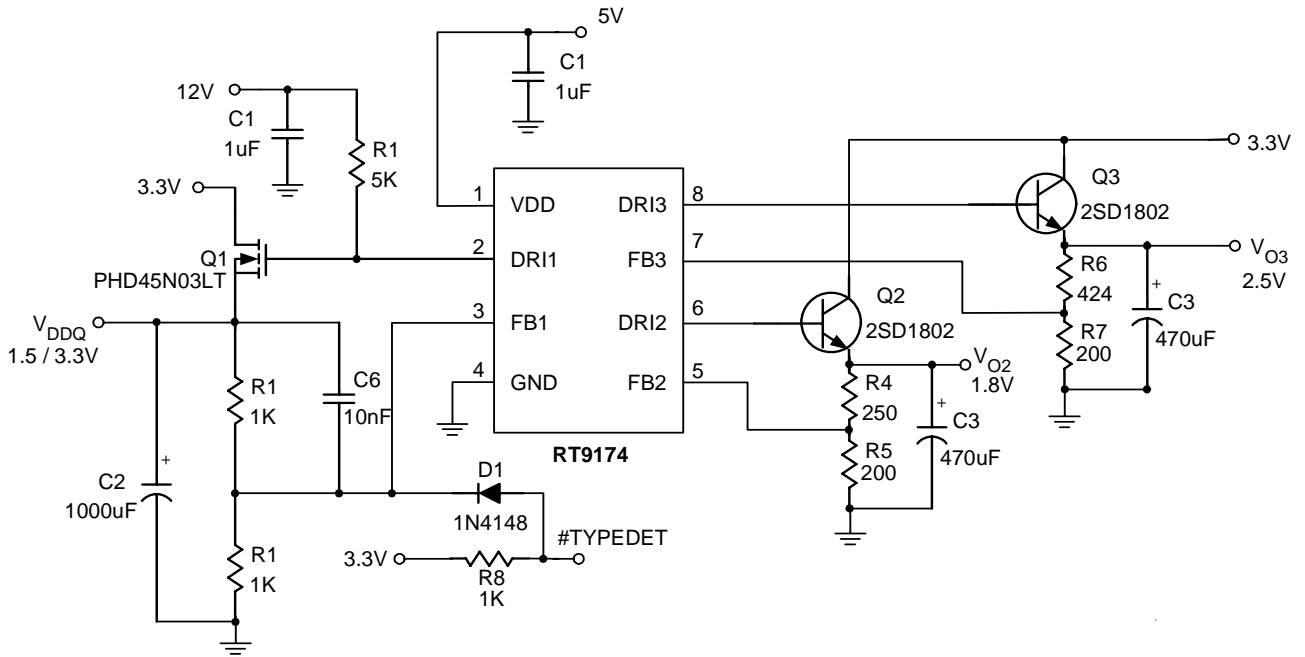 5V
C1
1uF
12V
C1
1uF
R1
5K
3.3V
3.3V
Q1
PHD45N03LT
1
VDD
2
DRI1
3
FB1
4
GND
DRI3
8
FB3
7
DRI2
6
FB2
5
RT9174
Q3
2SD1802
VO3
2.5V
R6
424
R7
200
C3
470uF
Q2
2SD1802
VO2
1.8V
R4
250
R5
200
C3
470uF
VDDQ
1.5 / 3.3V
R1
1K
C6
10nF
C2
1000uF
R1
1K
D1
1N4148
#TYPEDET
3.3V
R8
1K
+
+
+